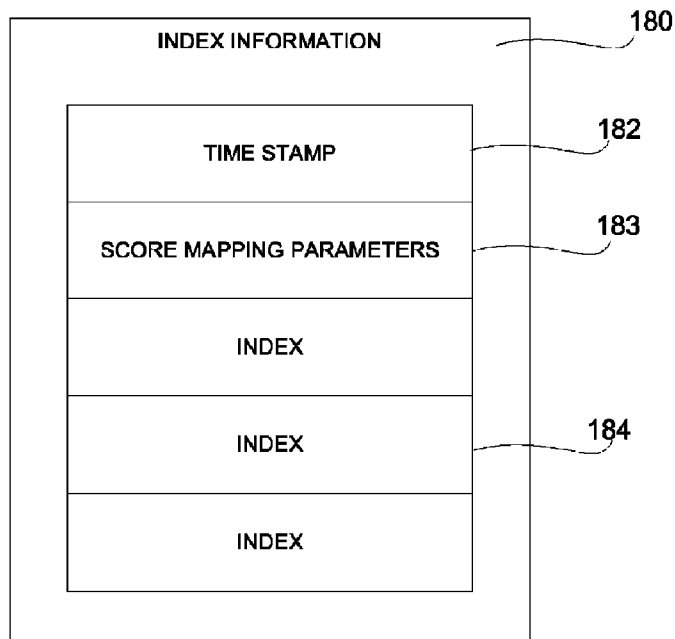 INDEX INFORMATION
180
TIME STAMP
182
SCORE MAPPING PARAMETERS
183
INDEX
INDEX
184
INDEX